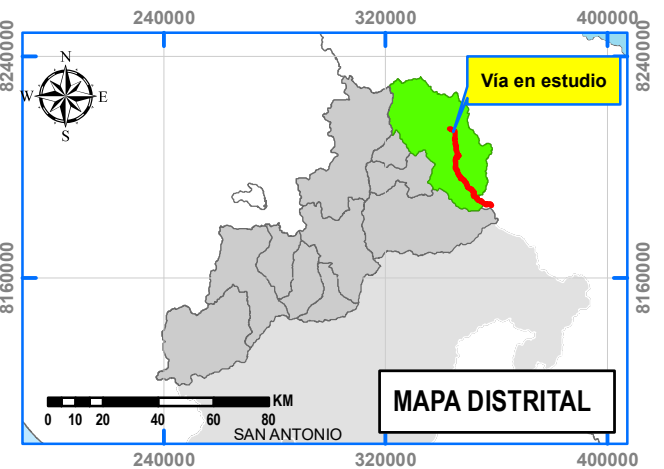 240000 320000 400000
8240000 8240000
N
W E
S
Vía en estudio
8160000 8160000
MAPA DISTRITAL
KM
0 10 20 40 60 80
SAN ANTONIO
240000 320000 400000